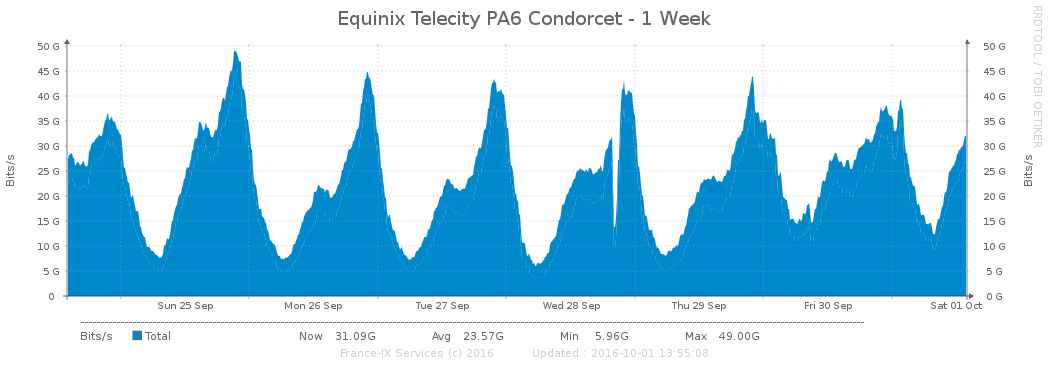 Equinix Telecity PA6 Condorcet - 1 Week
RRDTOOL / TOBI OETIKER
Bits/s
50 G 50 G
45 G 45 G
40 G 40 G
35 G 35 G
30 G 30 G
25 G 25 G
20 G 20 G
15 G 15 G
10 G 10 G
5 G 5 G
0 0 G
Bits/s
Sun 25 Sep Mon 26 Sep Tue 27 Sep Wed 28 Sep Thu 29 Sep Fri 30 Sep Sat 01 Oct
Bits/s Total Now 31.09G Avg 23.57G Min 5.96G Max 49.00G
France-IX Services (c) 2016 Updated : 2016-10-01 13:55:08